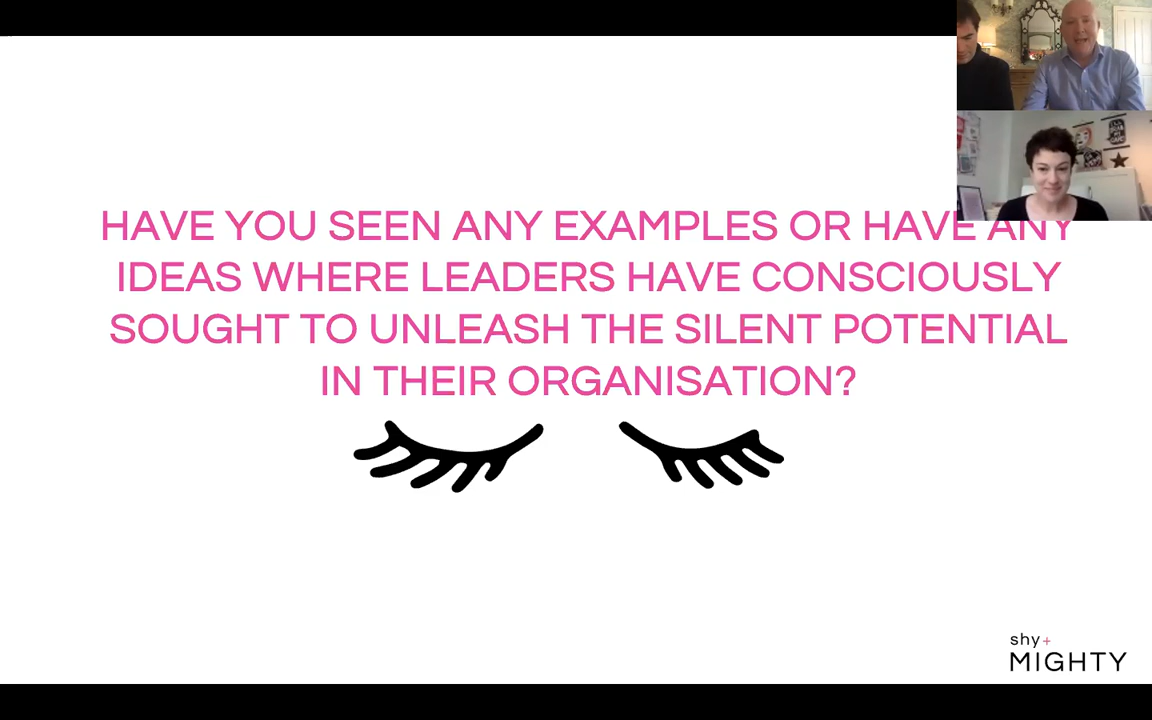 HAVE YOU SEEN ANY EXAMPLES OR HAVE ANY
IDEAS WHERE LEADERS HAVE CONSCIOUSLY
SOUGHT TO UNLEASH THE SILENT POTENTIAL
IN THEIR ORGANISATION?
shy+
MIGHTY